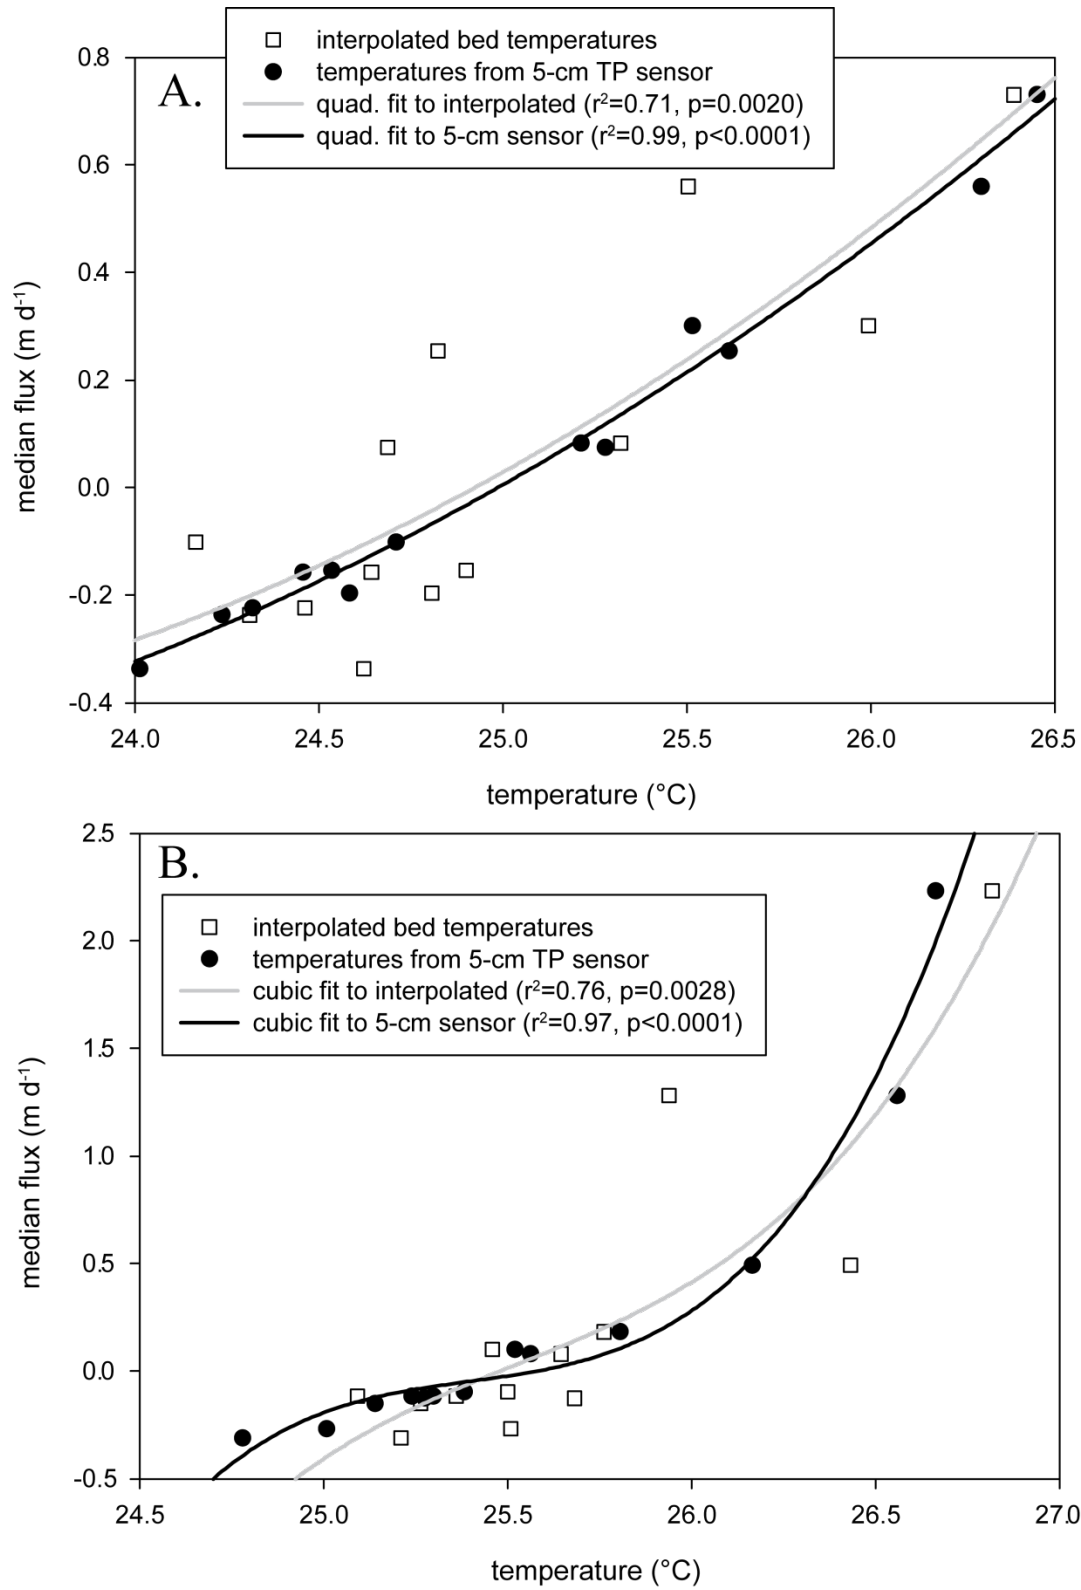 interpolated bed temperatures
temperatures from 5-cm TP sensor
quad. fit to interpolated (r²=0.71, p=0.0020)
quad. fit to 5-cm sensor (r²=0.99, p<0.0001)
A.
0.8
0.6
0.4
0.2
0.0
-0.2
-0.4
median flux (m d⁻¹)
24.0 24.5 25.0 25.5 26.0 26.5
temperature (°C)
B.
interpolated bed temperatures
temperatures from 5-cm TP sensor
cubic fit to interpolated (r²=0.76, p=0.0028)
cubic fit to 5-cm sensor (r²=0.97, p<0.0001)
2.5
2.0
1.5
1.0
0.5
0.0
-0.5
median flux (m d⁻¹)
24.5 25.0 25.5 26.0 26.5 27.0
temperature (°C)